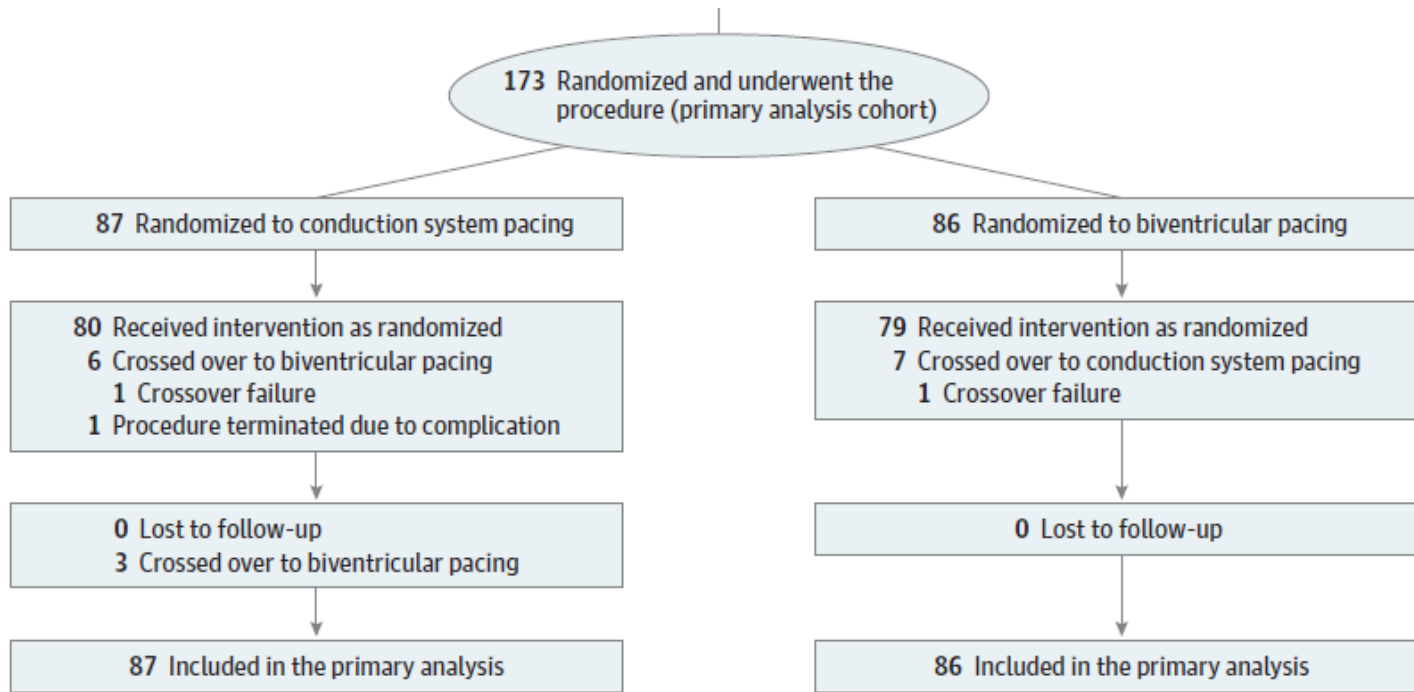 173 Randomized and underwent the
procedure (primary analysis cohort)
87 Randomized to conduction system pacing
80 Received intervention as randomized
6 Crossed over to biventricular pacing
1 Crossover failure
1 Procedure terminated due to complication
0 Lost to follow-up
3 Crossed over to biventricular pacing
87 Included in the primary analysis
86 Randomized to biventricular pacing
79 Received intervention as randomized
7 Crossed over to conduction system pacing
1 Crossover failure
0 Lost to follow-up
86 Included in the primary analysis